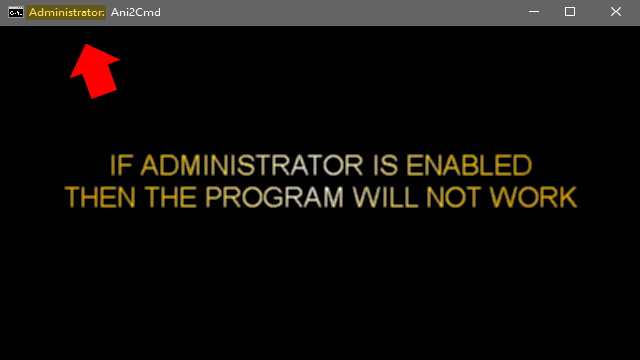 Administrator: Ani2Cmd
IF ADMINISTRATOR IS ENABLED
THEN THE PROGRAM WILL NOT WORK